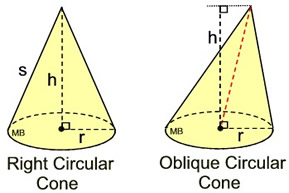 s
h
MB
r
Right Circular
Cone
h
MB
r
Oblique Circular
Cone